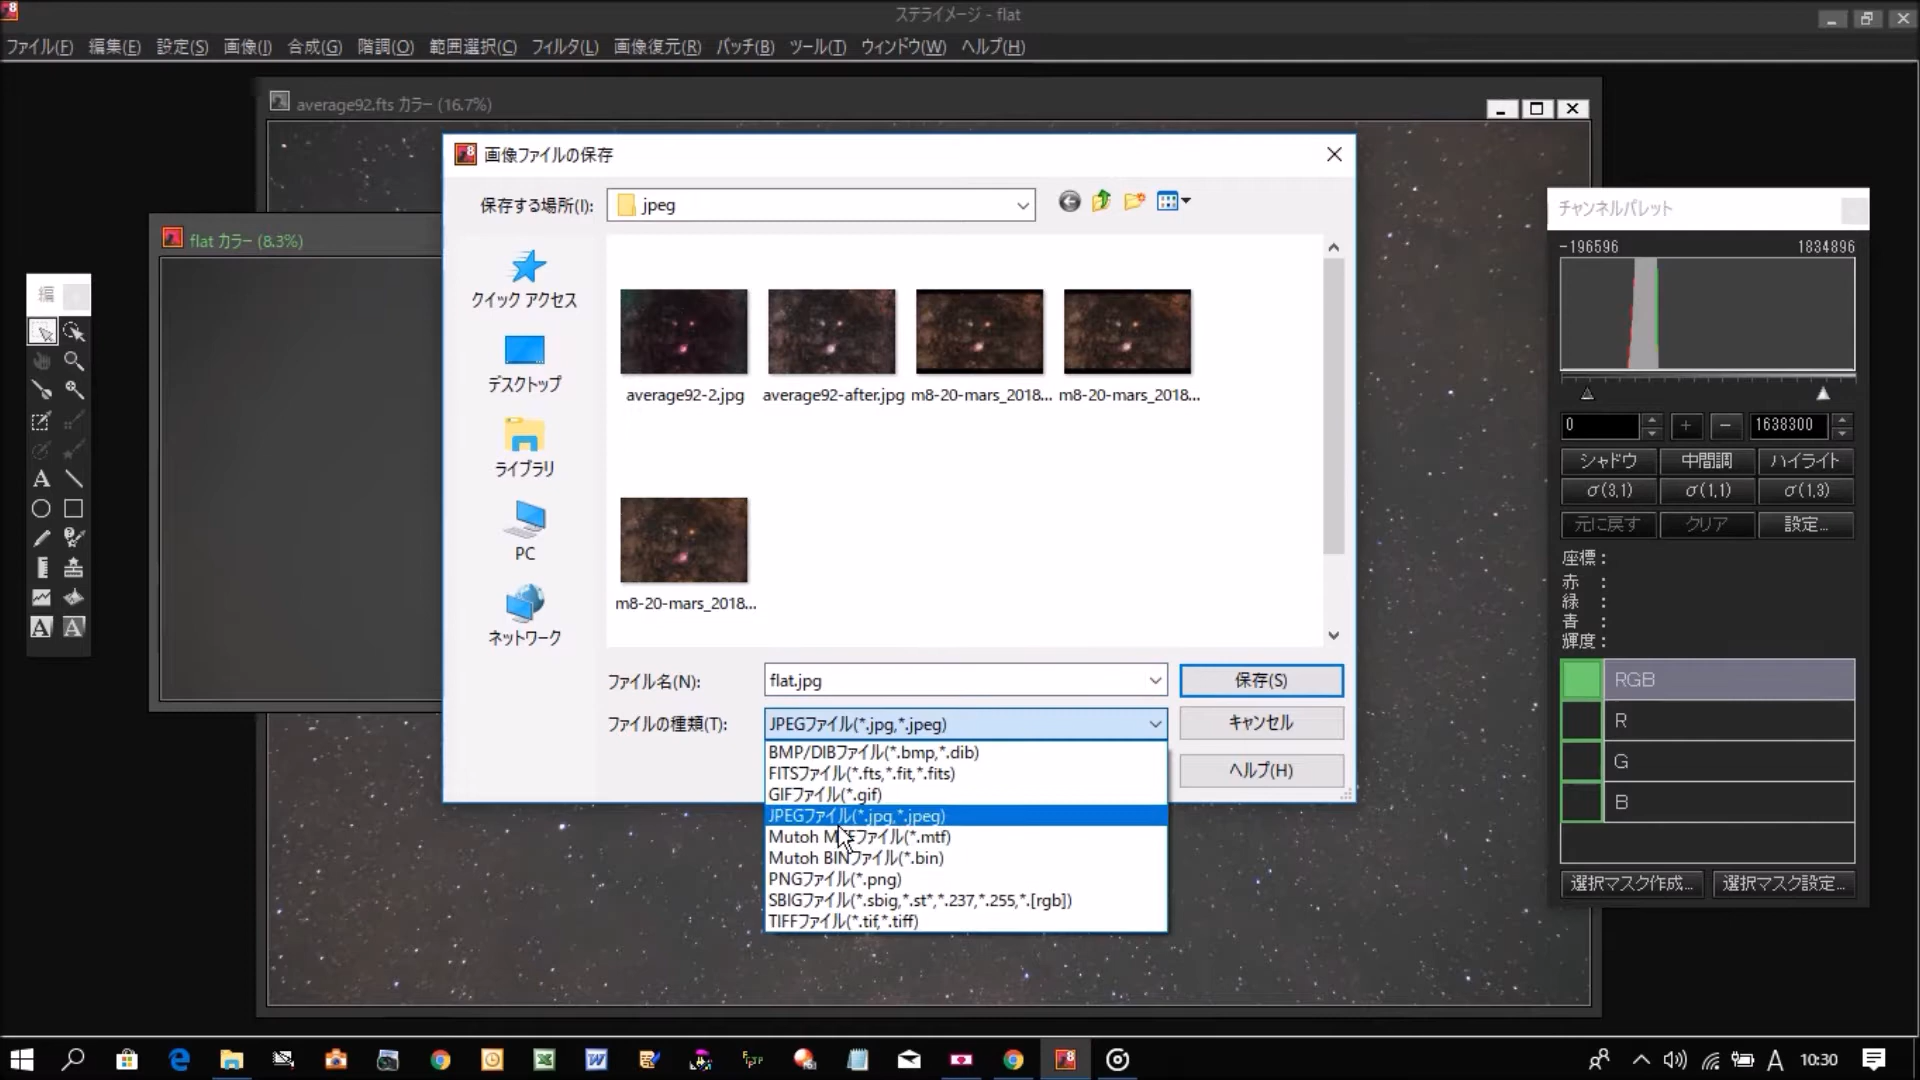 ステライメージ - flat
ファイル(F) 編集(E) 設定(S) 画像(I) 合成(G) 階調(O) 範囲選択(C) フィルタ(L) 画像復元(R) バッチ(B) ツール(T) ウィンドウ(W) ヘルプ(H)
average92.fts カラー (16.7%)
flat カラー (8.3%)
編
画像ファイルの保存
保存する場所(I): jpeg
クイック アクセス
デスクトップ
ライブラリ
PC
ネットワーク
average92-2.jpg average92-after.jpg m8-20-mars_2018... m8-20-mars_2018...
m8-20-mars_2018...
ファイル名(N): flat.jpg 保存(S)
ファイルの種類(T): JPEGファイル(*.jpg,*.jpeg) キャンセル
ヘルプ(H)
BMP/DIBファイル(*.bmp,*.dib)
FITSファイル(*.fts,*.fit,*.fits)
GIFファイル(*.gif)
JPEGファイル(*.jpg,*.jpeg)
Mutoh MTFファイル(*.mtf)
Mutoh BINファイル(*.bin)
PNGファイル(*.png)
SBIGファイル(*.sbig,*.st*,*.237,*.255,*.[rgb])
TIFFファイル(*.tif,*.tiff)
チャンネルパレット
-196596 1834896
0 + - 1638300
シャドウ 中間調 ハイライト
σ(3,1) σ(1,1) σ(1,3)
元に戻す クリア 設定...
座標 :
赤 :
緑 :
青 :
輝度 :
RGB
R
G
B
選択マスク作成... 選択マスク設定...
A 10:30